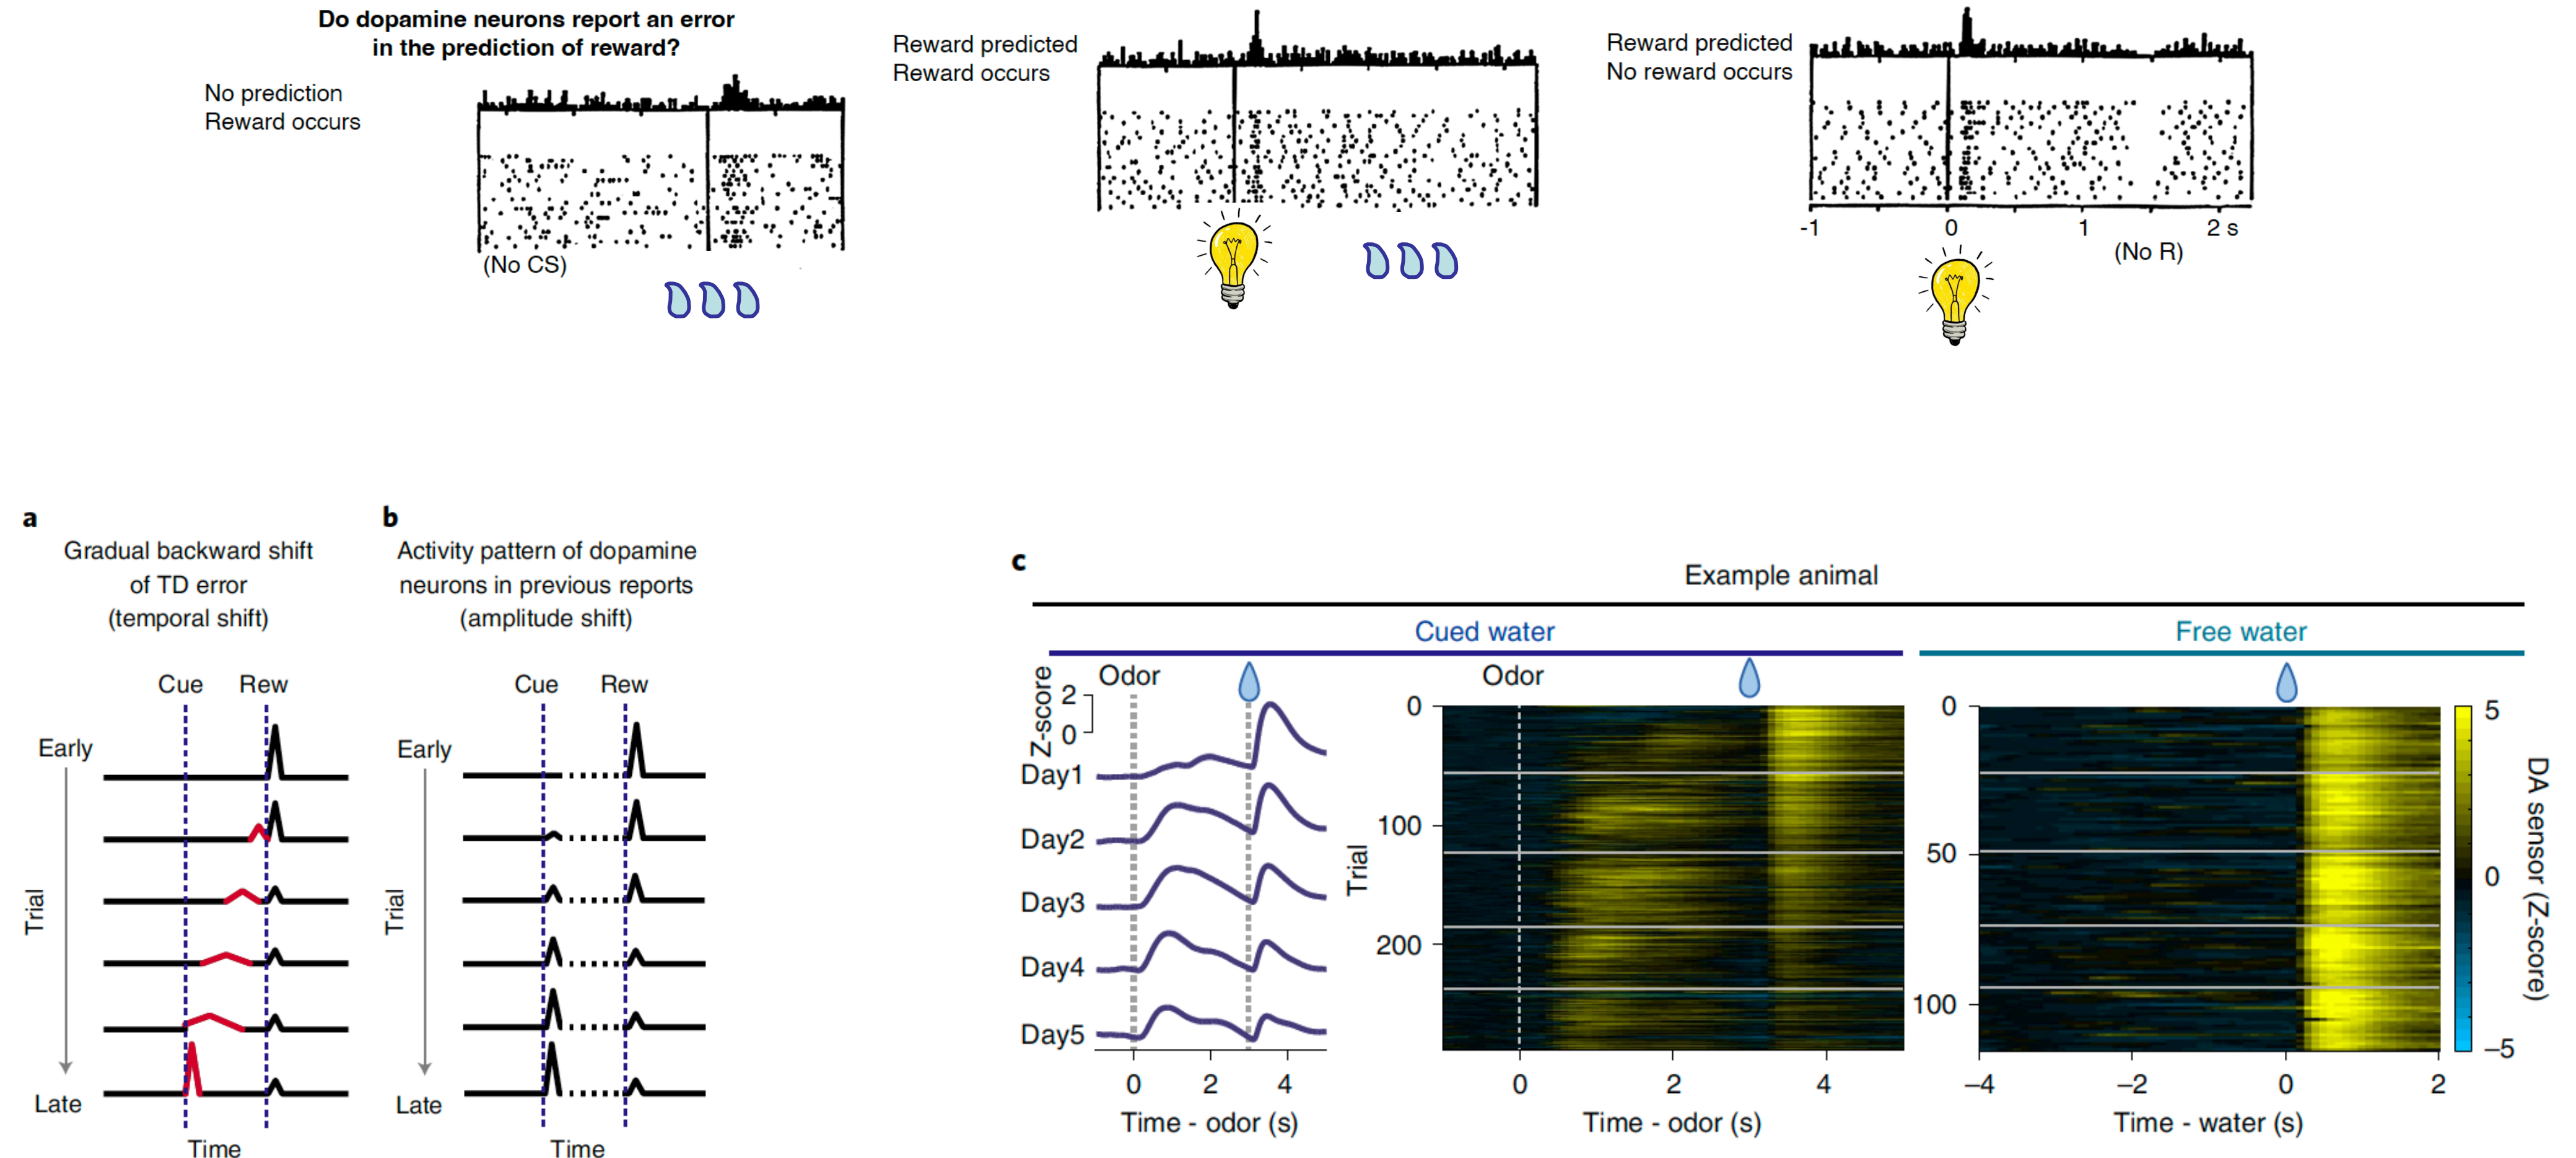 Do dopamine neurons report an error
in the prediction of reward?
No prediction
Reward occurs
(No CS)
Reward predicted
Reward occurs
Reward predicted
No reward occurs
-1
0
1
2 s
(No R)
a
Gradual backward shift
of TD error
(temporal shift)
Cue
Rew
Early
Trial
Late
Time
b
Activity pattern of dopamine
neurons in previous reports
(amplitude shift)
Cue
Rew
Early
Trial
Late
Time
c
Example animal
Cued water
Free water
Z-score
2
0
Odor
Day1
Day2
Day3
Day4
Day5
0
2
4
Time - odor (s)
Odor
Trial
0
100
200
0
2
4
Time - odor (s)
0
50
100
–4
–2
0
2
Time - water (s)
5
0
–5
DA sensor (Z-score)